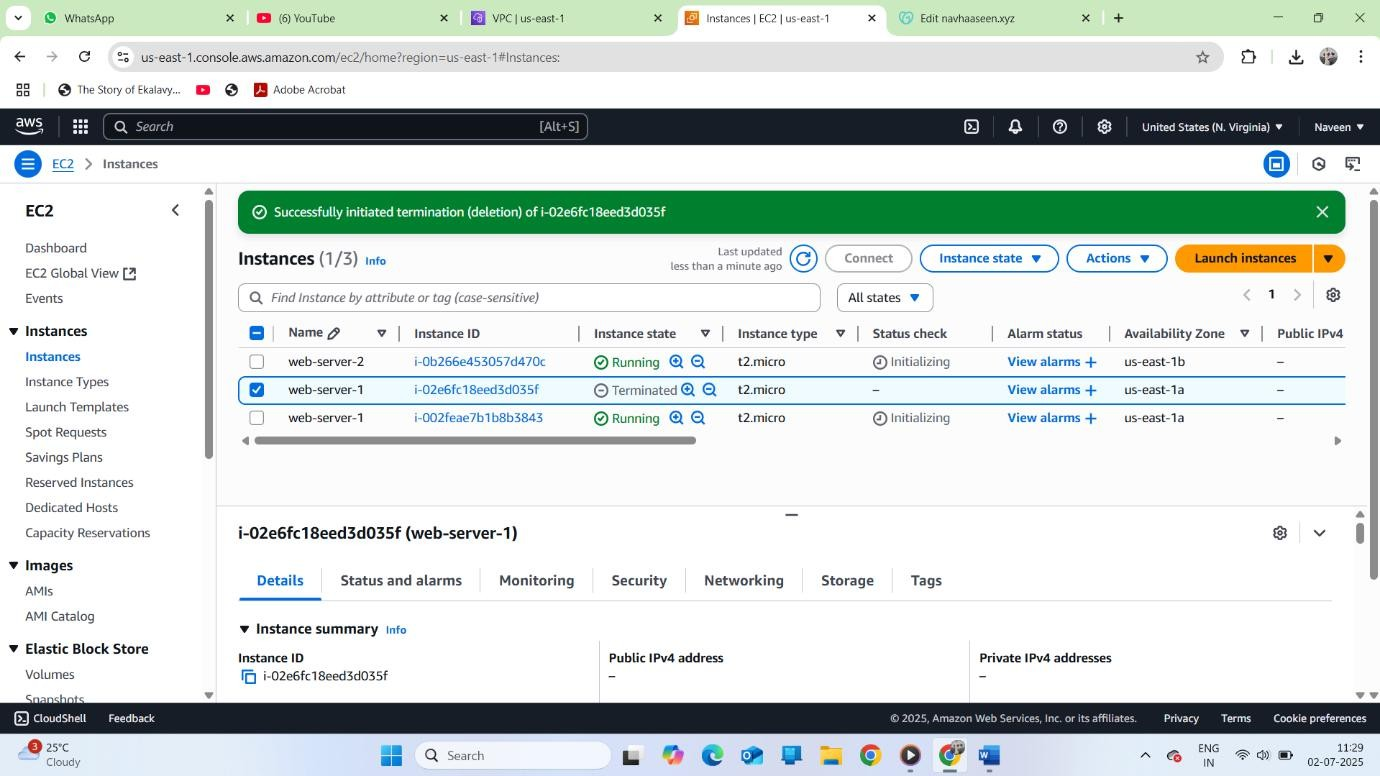 WhatsApp
(6) YouTube
VPC | us-east-1
Instances | EC2 | us-east-1
Edit navhaaseen.xyz
us-east-1.console.aws.amazon.com/ec2/home?region=us-east-1#Instances:
The Story of Ekalavy...
Adobe Acrobat
aws
Search
[Alt+S]
United States (N. Virginia)
Naveen
EC2
Instances
EC2
Dashboard
EC2 Global View
Events
Instances
Instances
Instance Types
Launch Templates
Spot Requests
Savings Plans
Reserved Instances
Dedicated Hosts
Capacity Reservations
Images
AMIs
AMI Catalog
Elastic Block Store
Volumes
Snapshots
Successfully initiated termination (deletion) of i-02e6fc18eed3d035f
Instances (1/3) Info
Last updated
less than a minute ago
Connect
Instance state
Actions
Launch instances
Find Instance by attribute or tag (case-sensitive)
All states
1
Name Instance ID Instance state Instance type Status check Alarm status Availability Zone Public IPv4
web-server-2 i-0b266e453057d470c Running t2.micro Initializing View alarms + us-east-1b –
web-server-1 i-02e6fc18eed3d035f Terminated t2.micro – View alarms + us-east-1a –
web-server-1 i-002feae7b1b8b3843 Running t2.micro Initializing View alarms + us-east-1a –
i-02e6fc18eed3d035f (web-server-1)
Details Status and alarms Monitoring Security Networking Storage Tags
Instance summary Info
Instance ID Public IPv4 address Private IPv4 addresses
i-02e6fc18eed3d035f – –
CloudShell Feedback © 2025, Amazon Web Services, Inc. or its affiliates. Privacy Terms Cookie preferences
3
25°C
Cloudy
Search
ENG
IN
11:29
02-07-2025